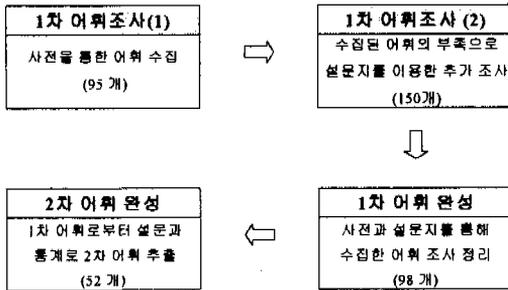 1차 어휘조사(1)
사전을 통한 어휘 수집
(95 개)
1차 어휘조사 (2)
수집된 어휘의 부족으로
설문지를 이용한 추가 조사
(150개)
1차 어휘 완성
사전과 설문지를 통해
수집한 어휘 조사 정리
(98 개)
2차 어휘 완성
1차 어휘로부터 설문과
통계로 2차 어휘 추출
(52 개)